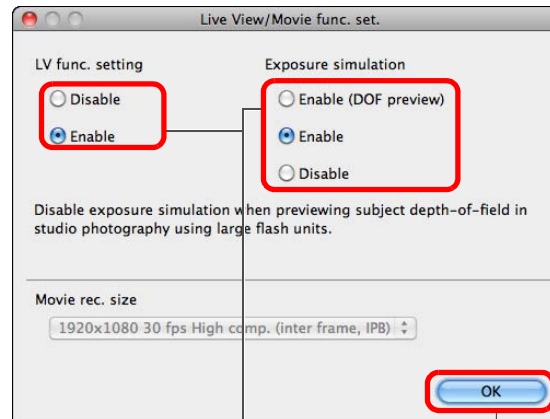 Live View/Movie func. set.
LV func. setting
Exposure simulation
Disable
Enable
Enable (DOF preview)
Enable
Disable
Disable exposure simulation when previewing subject depth-of-field in
studio photography using large flash units.
Movie rec. size
1920x1080 30 fps High comp. (inter frame, IPB)
OK